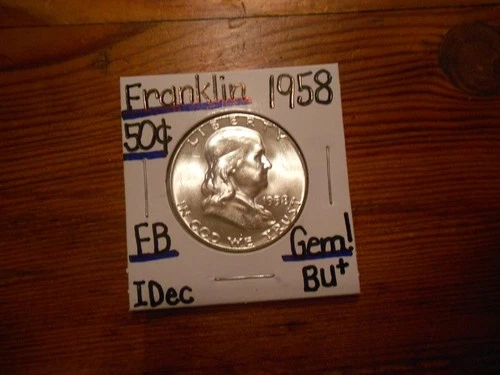 Franklin 1958
50¢
LIBERTY
1958
IN GOD WE TRUST
FB
Gem!
BU+
IDec